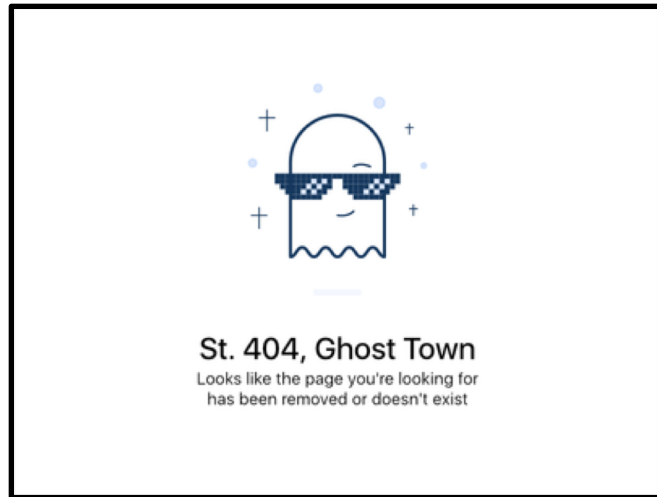 St. 404, Ghost Town
Looks like the page you're looking for
has been removed or doesn't exist